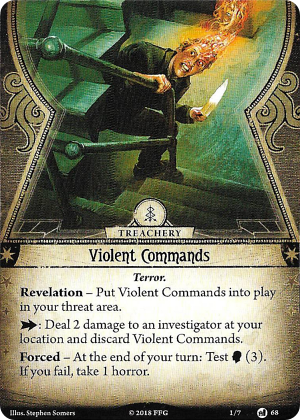 TREACHERY
Violent Commands
Terror.
Revelation – Put Violent Commands into play
in your threat area.
: Deal 2 damage to an investigator at your
location and discard Violent Commands.
Forced – At the end of your turn: Test (3).
If you fail, take 1 horror.
Illus. Stephen Somers
© 2018 FFG
1/7
68